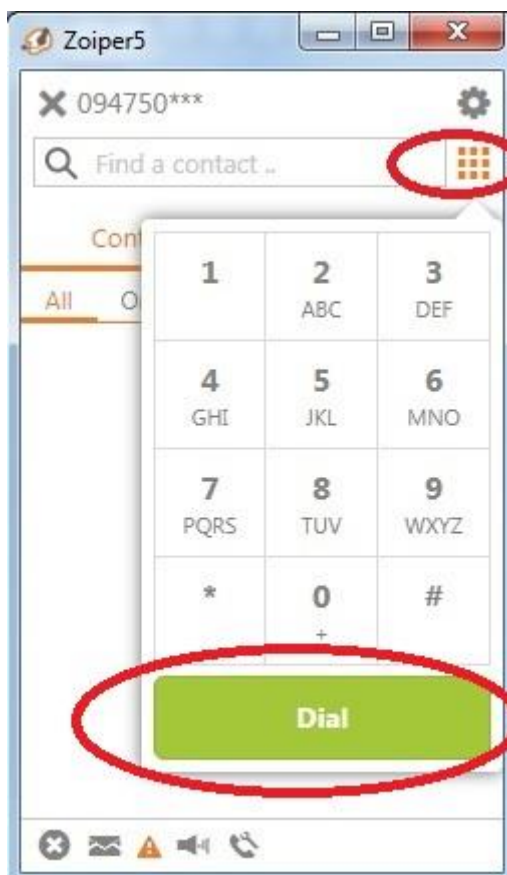 Zoiper5
094750***
Find a contact ..
Cont
All O
1 2 3
ABC DEF
4 5 6
GHI JKL MNO
7 8 9
PQRS TUV WXYZ
* 0 #
+
Dial